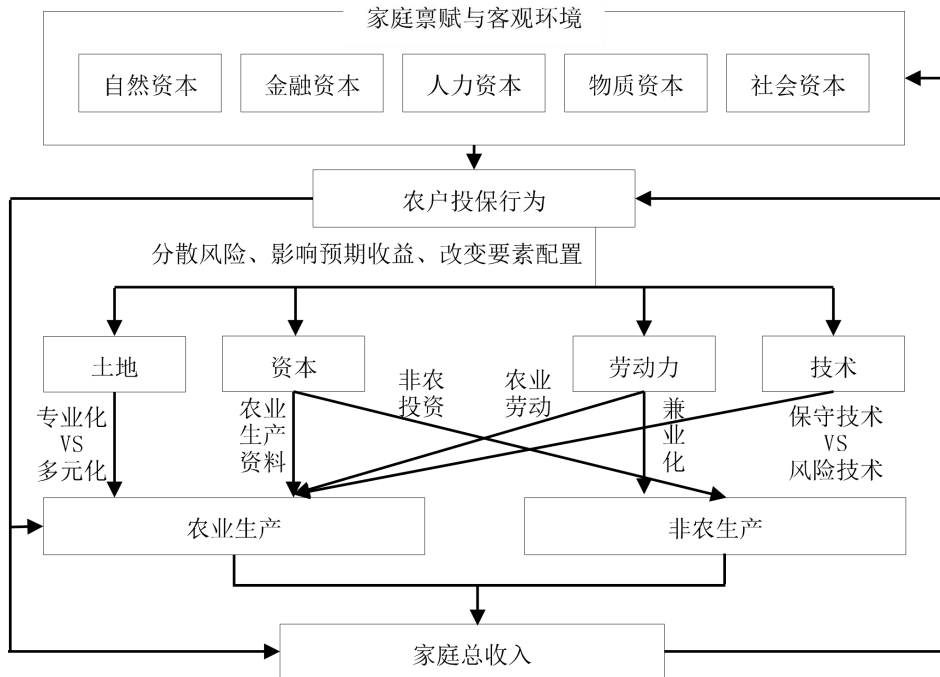 家庭禀赋与客观环境
自然资本
金融资本
人力资本
物质资本
社会资本
农户投保行为
分散风险、影响预期收益、改变要素配置
土地
资本
劳动力
技术
专业化
VS
多元化
农业
生产
资料
非农
投资
农业
劳动
兼
业
化
保守技术
VS
风险技术
农业生产
非农生产
家庭总收入